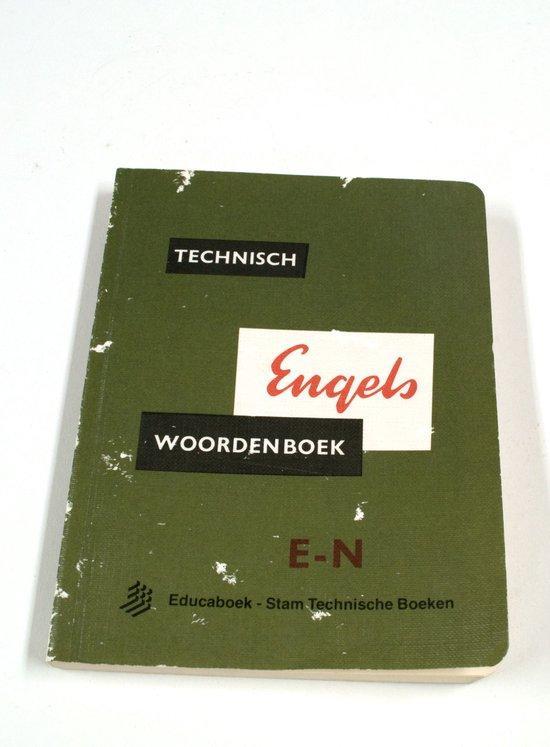 TECHNISCH
Engels
WOORDENBOEK
E-N
Educaboek - Stam Technische Boeken